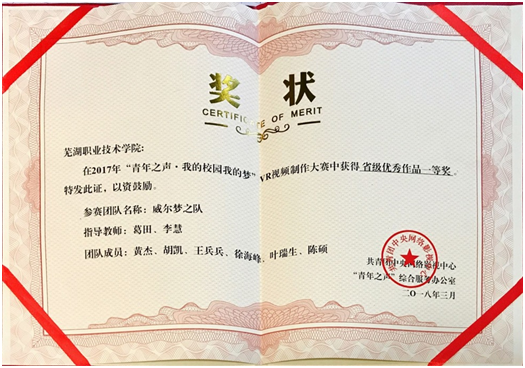 奖 状
CERTIFICATE OF MERIT
芜湖职业技术学院:
在2017年“青年之声·我的校园我的梦”VR视频制作大赛中获得 省级优秀作品一等奖 ,
特发此证，以资鼓励。
参赛团队名称：威尔梦之队
指导教师：葛田、李慧
团队成员：黄杰、胡凯、王兵兵、徐海峰、叶瑞生、陈硕
共青团中央网络影视中心
“青年之声”综合服务办公室
二〇一八年三月